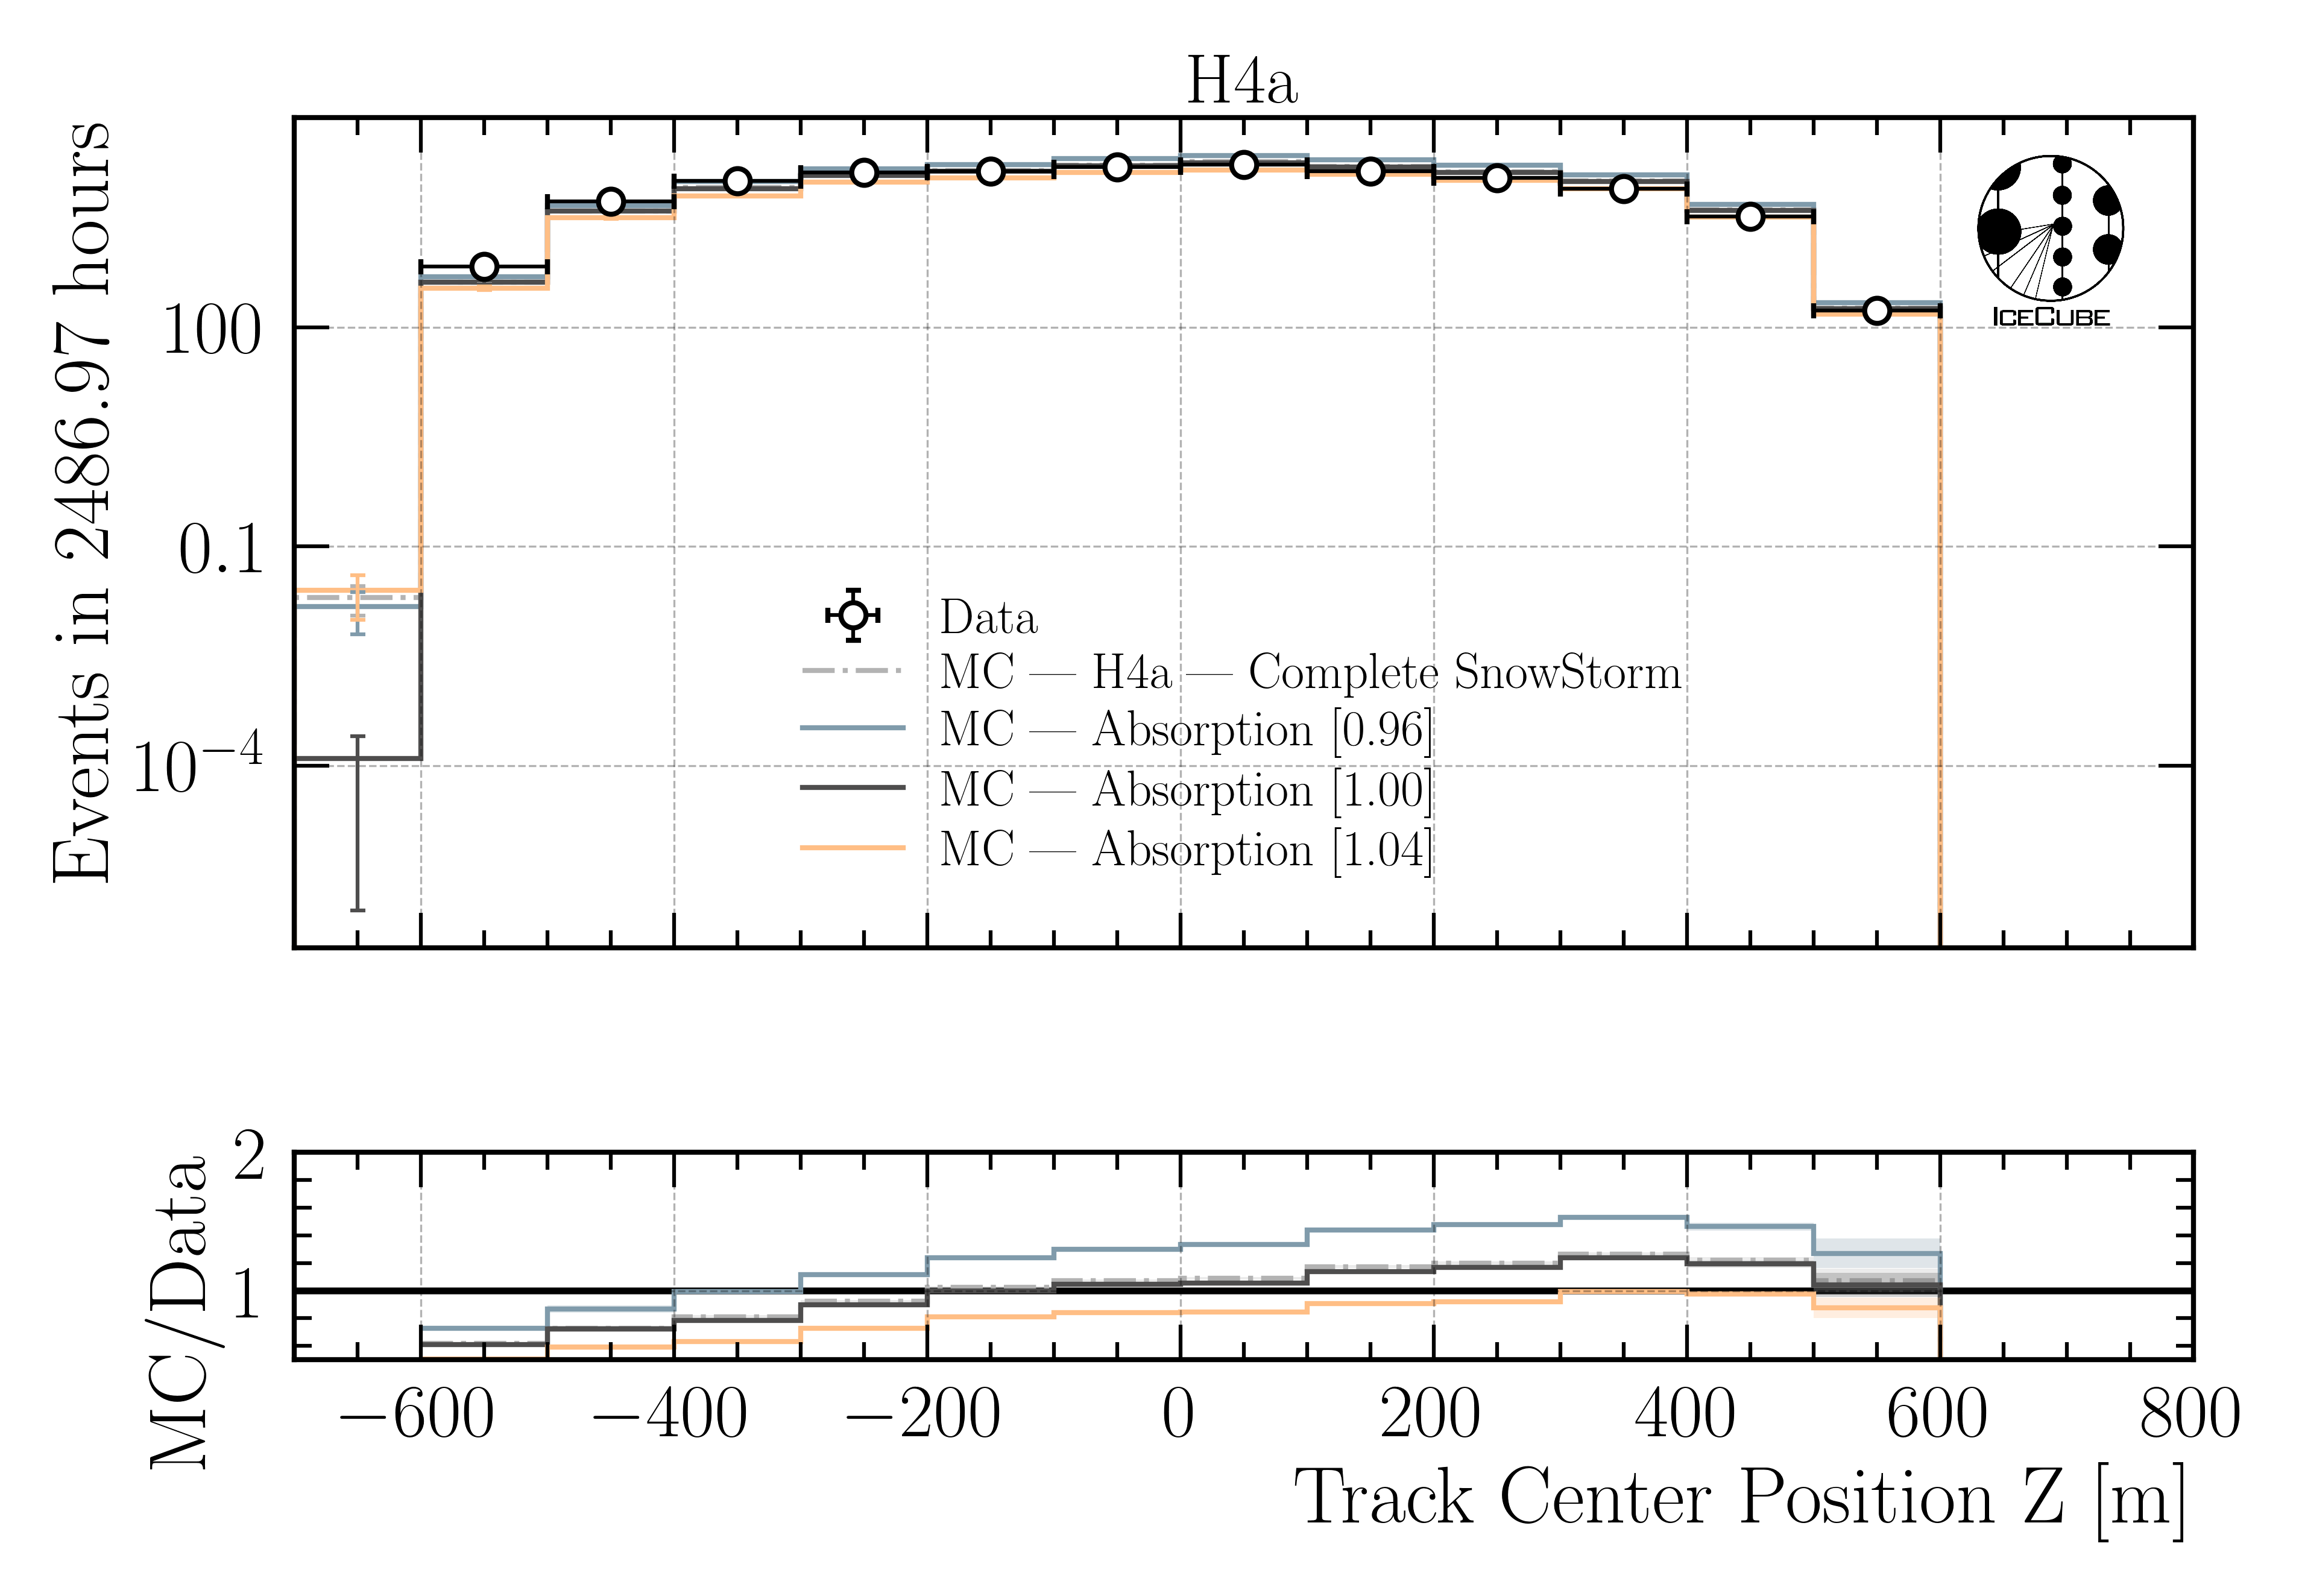 H4a
Events in 2486.97 hours
100
0.1
10⁻⁴
ICECUBE
Data
MC — H4a — Complete SnowStorm
MC — Absorption [0.96]
MC — Absorption [1.00]
MC — Absorption [1.04]
MC/Data
2
1
−600 −400 −200 0 200 400 600 800
Track Center Position Z [m]